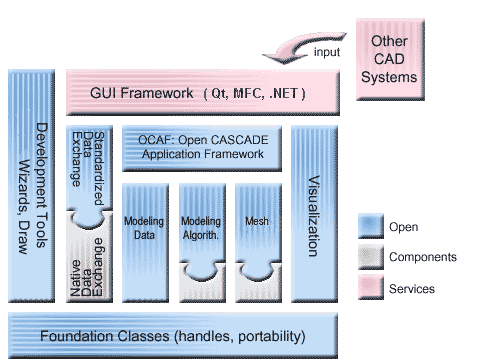 input
Other
CAD
Systems
GUI Framework ( Qt, MFC, .NET )
Development Tools
Wizards, Draw
Standardized
Data
Exchange
Native
Data
Exchange
OCAF: Open CASCADE
Application Framework
Modeling
Data
Modeling
Algorithm.
Mesh
Visualization
Open
Components
Services
Foundation Classes (handles, portability)